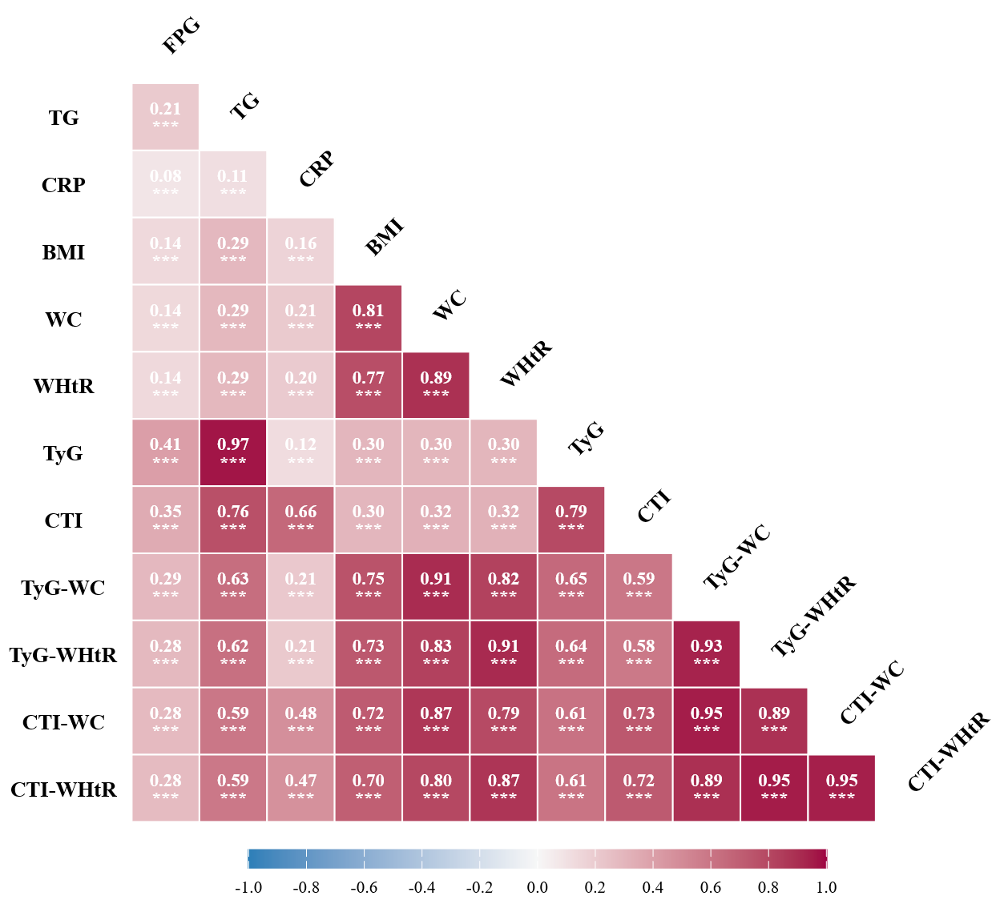 FPG
TG 0.21 TG
***
CRP 0.08 0.11 CRP
*** ***
BMI 0.14 0.29 0.16 BMI
*** *** ***
WC 0.14 0.29 0.21 0.81 WC
*** *** *** ***
WHtR 0.14 0.29 0.20 0.77 0.89 WHtR
*** *** *** *** ***
TyG 0.41 0.97 0.12 0.30 0.30 0.30 TyG
*** *** *** *** *** ***
CTI 0.35 0.76 0.66 0.30 0.32 0.32 0.79 CTI
*** *** *** *** *** *** ***
TyG-WC 0.29 0.63 0.21 0.75 0.91 0.82 0.65 0.59 TyG-WC
*** *** *** *** *** *** *** ***
TyG-WHtR 0.28 0.62 0.21 0.73 0.83 0.91 0.64 0.58 0.93 TyG-WHtR
*** *** *** *** *** *** *** *** ***
CTI-WC 0.28 0.59 0.48 0.72 0.87 0.79 0.61 0.73 0.95 0.89 CTI-WC
*** *** *** *** *** *** *** *** *** ***
CTI-WHtR 0.28 0.59 0.47 0.70 0.80 0.87 0.61 0.72 0.89 0.95 0.95 CTI-WHtR
*** *** *** *** *** *** *** *** *** *** ***
-1.0 -0.8 -0.6 -0.4 -0.2 0.0 0.2 0.4 0.6 0.8 1.0